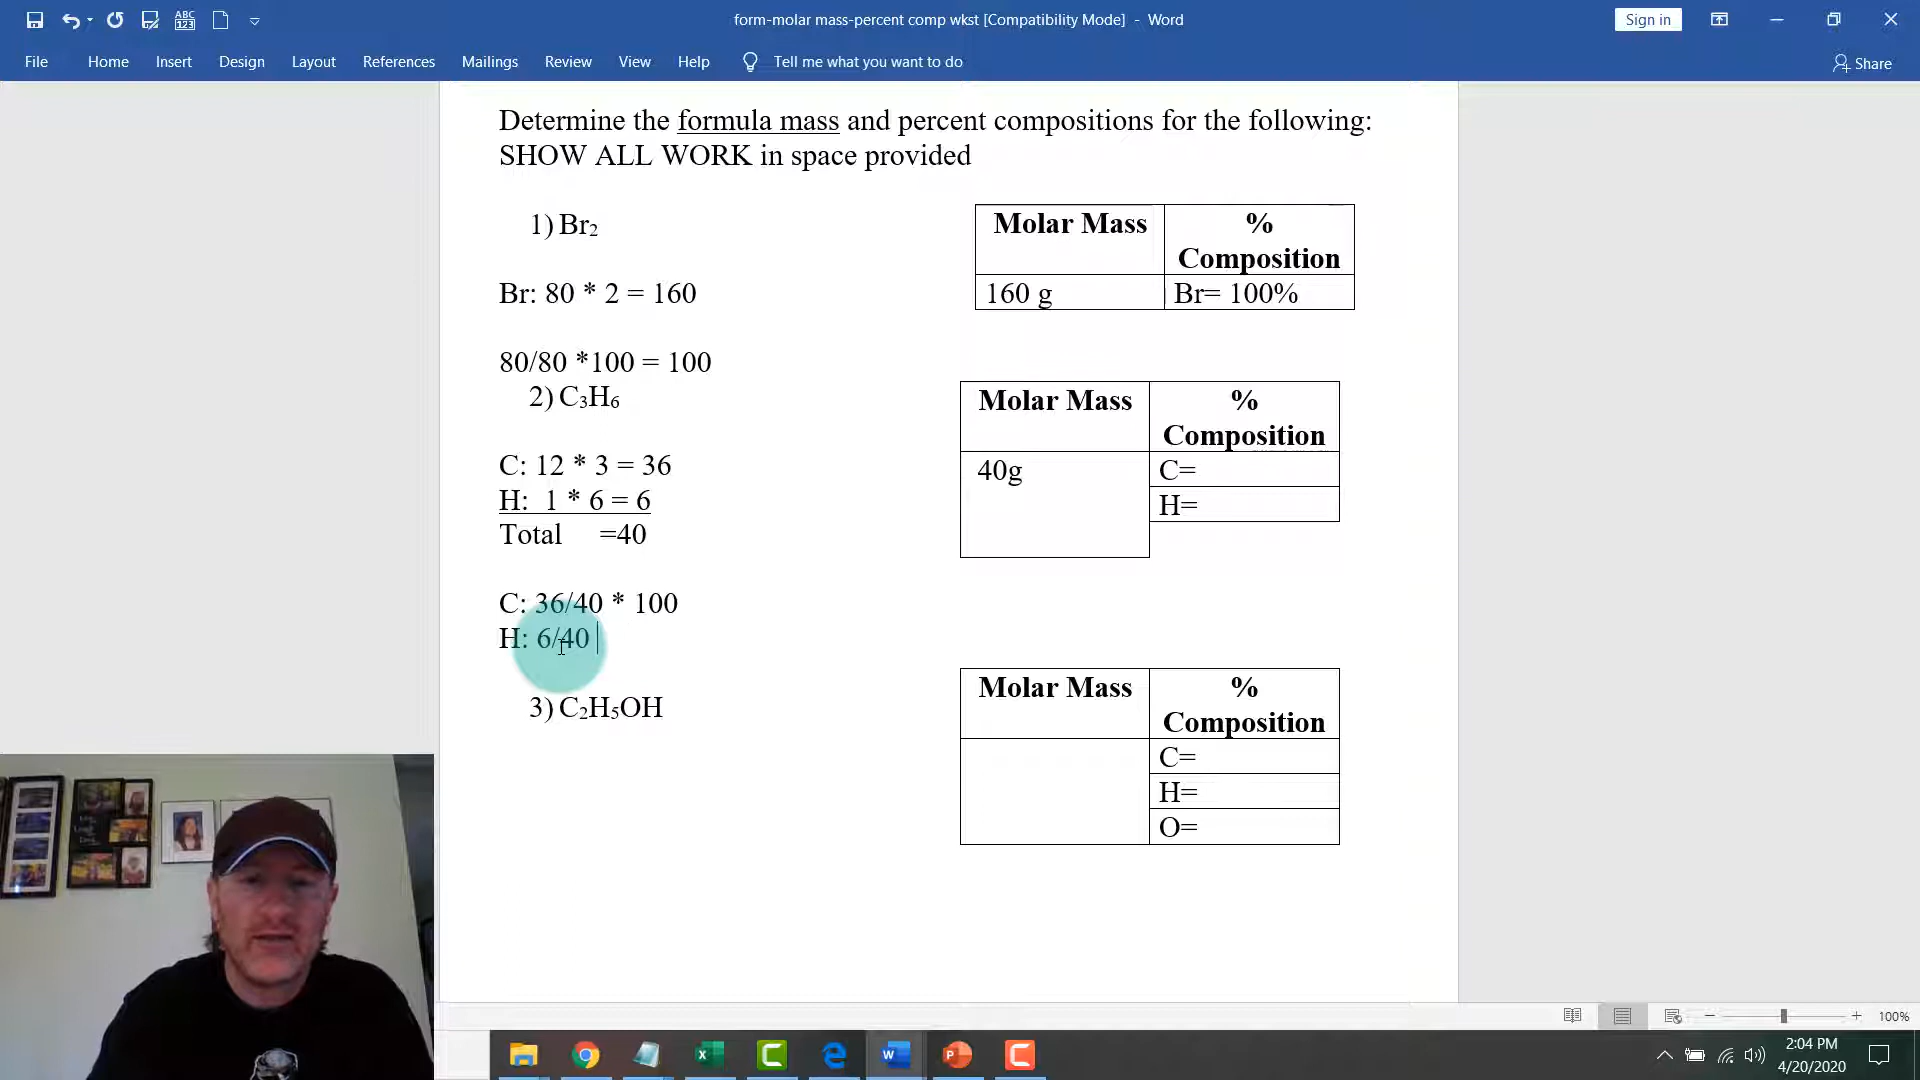 ABC
123
form-molar mass-percent comp wkst [Compatibility Mode] - Word
Sign in
File Home Insert Design Layout References Mailings Review View Help Tell me what you want to do
Share
Determine the formula mass and percent compositions for the following:
SHOW ALL WORK in space provided
1) Br₂
Br: 80 * 2 = 160
80/80 *100 = 100
Molar Mass % Composition
160 g Br= 100%
2) C₃H₆
C: 12 * 3 = 36
H: 1 * 6 = 6
Total =40
C: 36/40 * 100
H: 6/40
Molar Mass % Composition
40g C=
H=
3) C₂H₅OH
Molar Mass % Composition
C=
H=
O=
100%
2:04 PM
4/20/2020